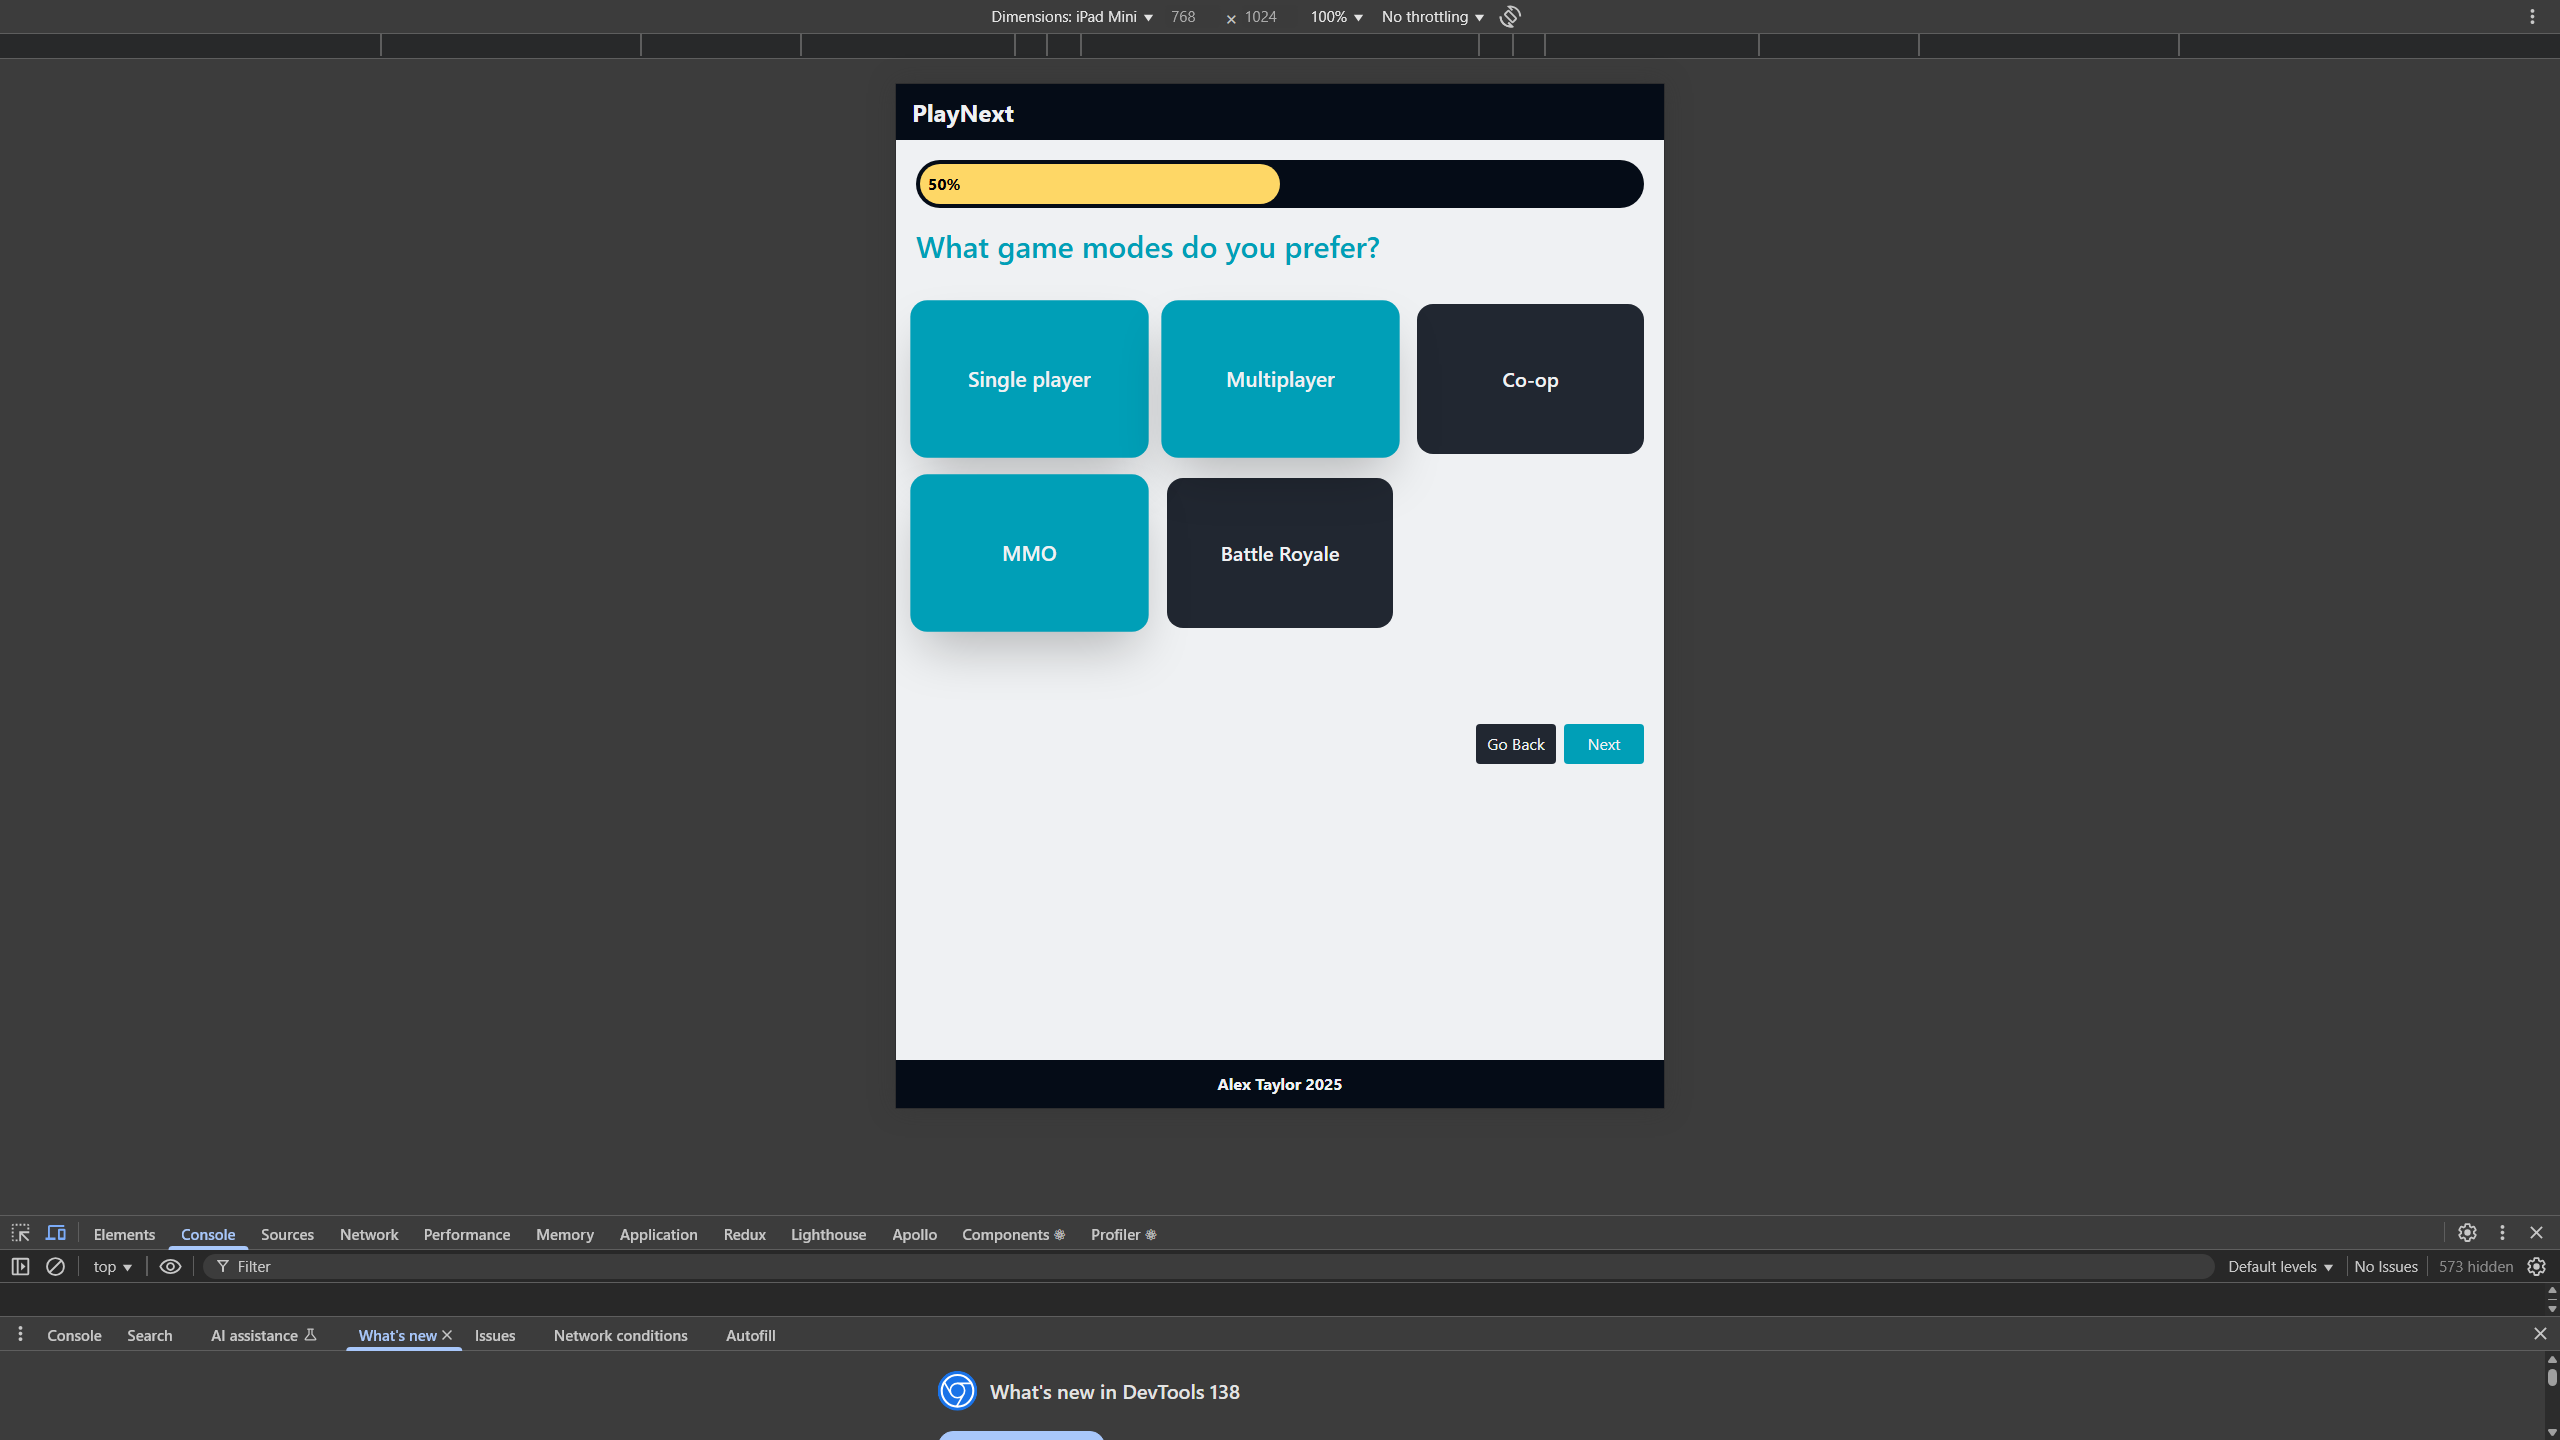 Dimensions: iPad Mini 768 × 1024 100% No throttling
PlayNext
50%
What game modes do you prefer?
Single player Multiplayer Co-op
MMO Battle Royale
Go Back Next
Alex Taylor 2025
Elements Console Sources Network Performance Memory Application Redux Lighthouse Apollo Components Profiler
top Filter Default levels No Issues 573 hidden
Console Search AI assistance What's new Issues Network conditions Autofill
What's new in DevTools 138